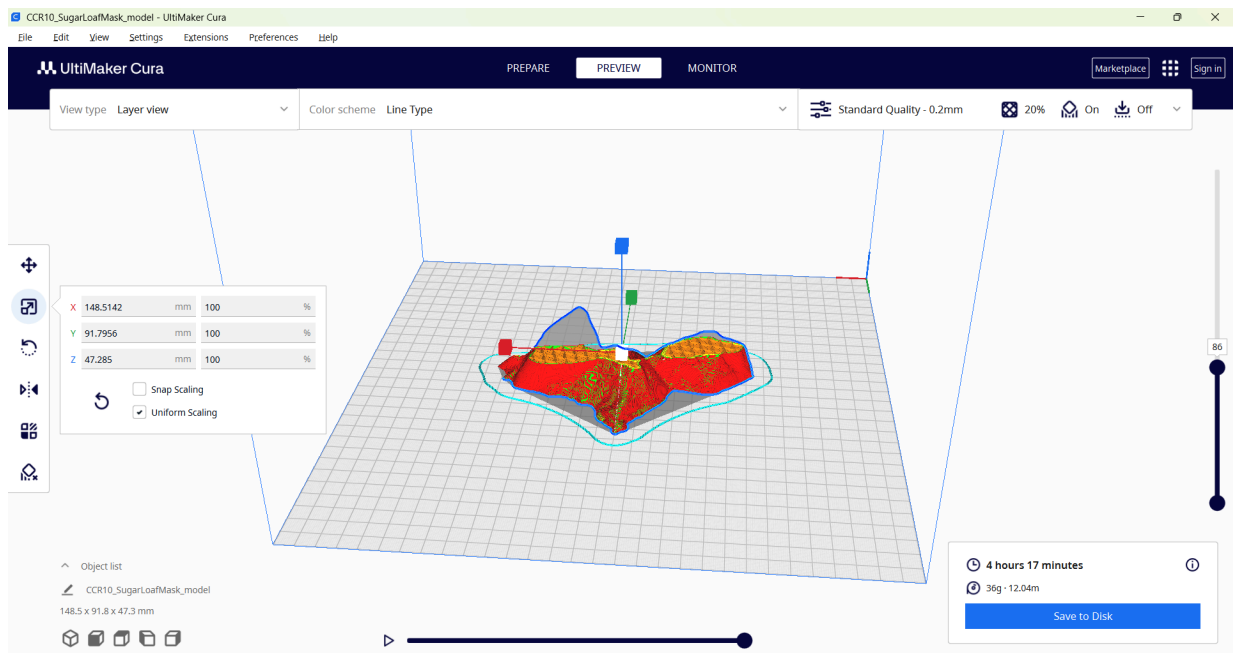 CCR10_SugarLoafMask_model - UltiMaker Cura
File Edit View Settings Extensions Preferences Help
UltiMaker Cura PREPARE PREVIEW MONITOR Marketplace Sign in
View type Layer view Color scheme Line Type Standard Quality - 0.2mm 20% On Off
86
X 148.5142 mm 100 %
Y 91.7956 mm 100 %
Z 47.285 mm 100 %
Snap Scaling
Uniform Scaling
Object list
CCR10_SugarLoafMask_model
148.5 x 91.8 x 47.3 mm
4 hours 17 minutes
36g · 12.04m
Save to Disk